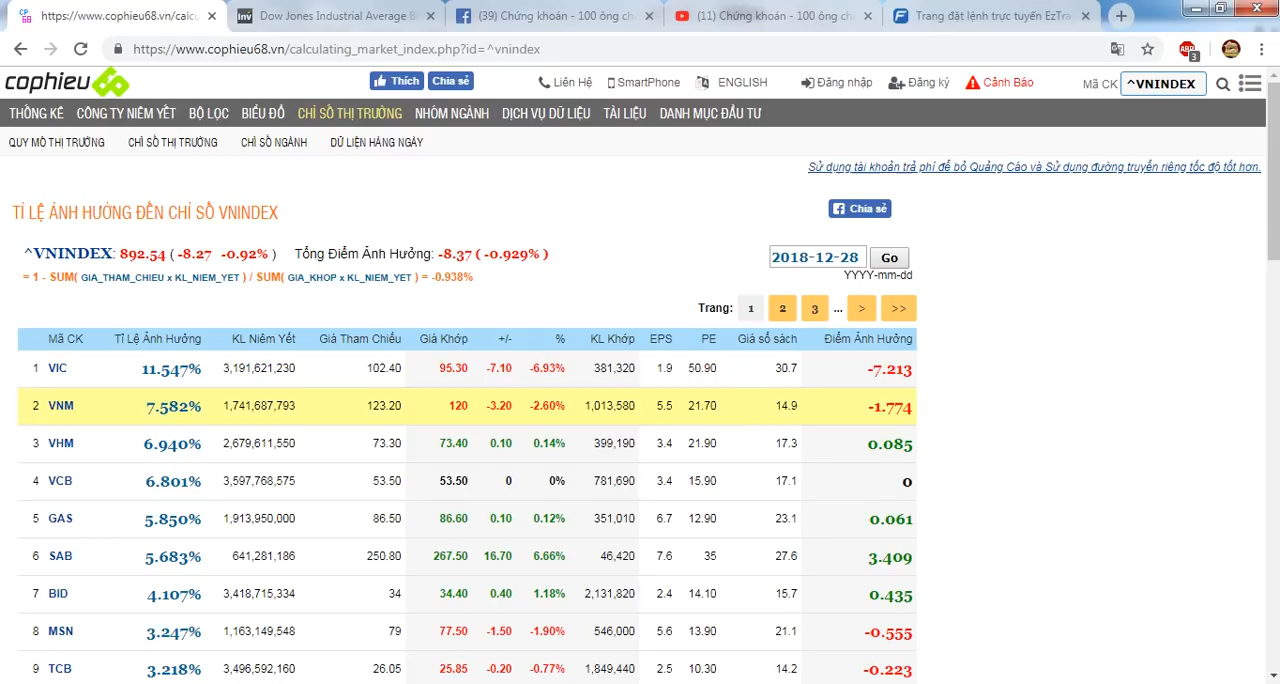 https://www.cophieu68.vn/calc
Dow Jones Industrial Average
(39) Chứng khoán - 100 ông ch
(11) Chứng khoán - 100 ông ch
Trang đặt lệnh trực tuyến EzTra
https://www.cophieu68.vn/calculating_market_index.php?id=^vnindex
cophieu
Thích Chia sẻ Liên Hệ SmartPhone ENGLISH Đăng nhập Đăng ký Cảnh Báo Mã CK ^VNINDEX
THỐNG KÊ CÔNG TY NIÊM YẾT BỘ LỌC BIỂU ĐỒ CHỈ SỐ THỊ TRƯỜNG NHÓM NGÀNH DỊCH VỤ DỮ LIỆU TÀI LIỆU DANH MỤC ĐẦU TƯ
QUY MÔ THỊ TRƯỜNG CHỈ SỐ THỊ TRƯỜNG CHỈ SỐ NGÀNH DỮ LIỆU HÀNG NGÀY
Sử dụng tài khoản trả phí để bỏ Quảng Cáo và Sử dụng đường truyền riêng tốc độ tốt hơn.
TỈ LỆ ẢNH HƯỞNG ĐẾN CHỈ SỐ VNINDEX
Chia sẻ
^VNINDEX: 892.54 ( -8.27 -0.92% ) Tổng Điểm Ảnh Hưởng: -8.37 ( -0.929% )
2018-12-28 Go
YYYY-mm-dd
= 1 - SUM( GIA_THAM_CHIEU x KL_NIEM_YET ) / SUM( GIA_KHOP x KL_NIEM_YET ) = -0.938%
Trang: 1 2 3 ... > >>
Mã CK Tỉ Lệ Ảnh Hưởng KL Niêm Yết Giá Tham Chiếu Giá Khớp +/- % KL Khớp EPS PE Giá sổ sách Điểm Ảnh Hưởng
1 VIC 11.547% 3,191,621,230 102.40 95.30 -7.10 -6.93% 381,320 1.9 50.90 30.7 -7.213
2 VNM 7.582% 1,741,687,793 123.20 120 -3.20 -2.60% 1,013,580 5.5 21.70 14.9 -1.774
3 VHM 6.940% 2,679,611,550 73.30 73.40 0.10 0.14% 399,190 3.4 21.90 17.3 0.085
4 VCB 6.801% 3,597,768,575 53.50 53.50 0 0% 781,690 3.4 15.90 17.1 0
5 GAS 5.850% 1,913,950,000 86.50 86.60 0.10 0.12% 351,010 6.7 12.90 23.1 0.061
6 SAB 5.683% 641,281,186 250.80 267.50 16.70 6.66% 46,420 7.6 35 27.6 3.409
7 BID 4.107% 3,418,715,334 34 34.40 0.40 1.18% 2,131,820 2.4 14.10 15.7 0.435
8 MSN 3.247% 1,163,149,548 79 77.50 -1.50 -1.90% 546,000 5.6 13.90 21.1 -0.555
9 TCB 3.218% 3,496,592,160 26.05 25.85 -0.20 -0.77% 1,849,440 2.5 10.30 14.2 -0.223